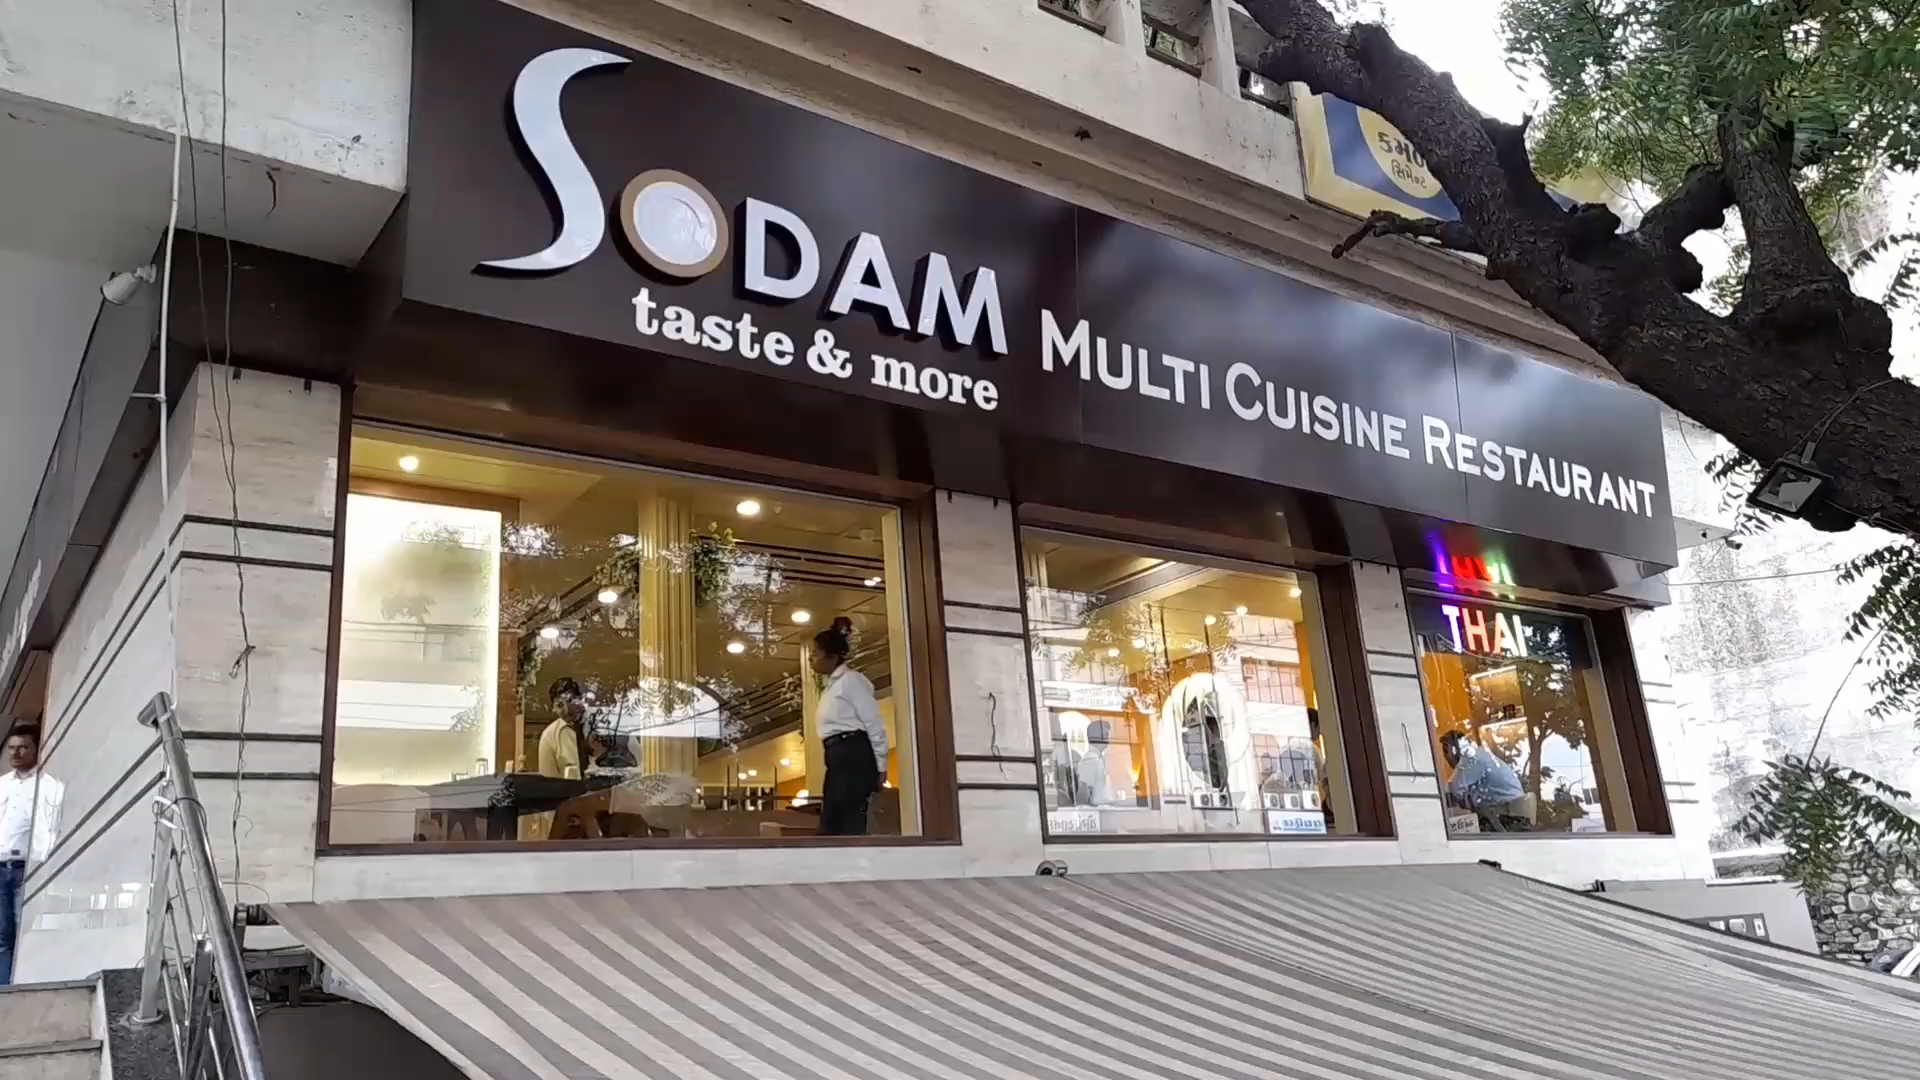 SODAM
taste & more
MULTI CUISINE RESTAURANT
સિમેન્ટ
THAI